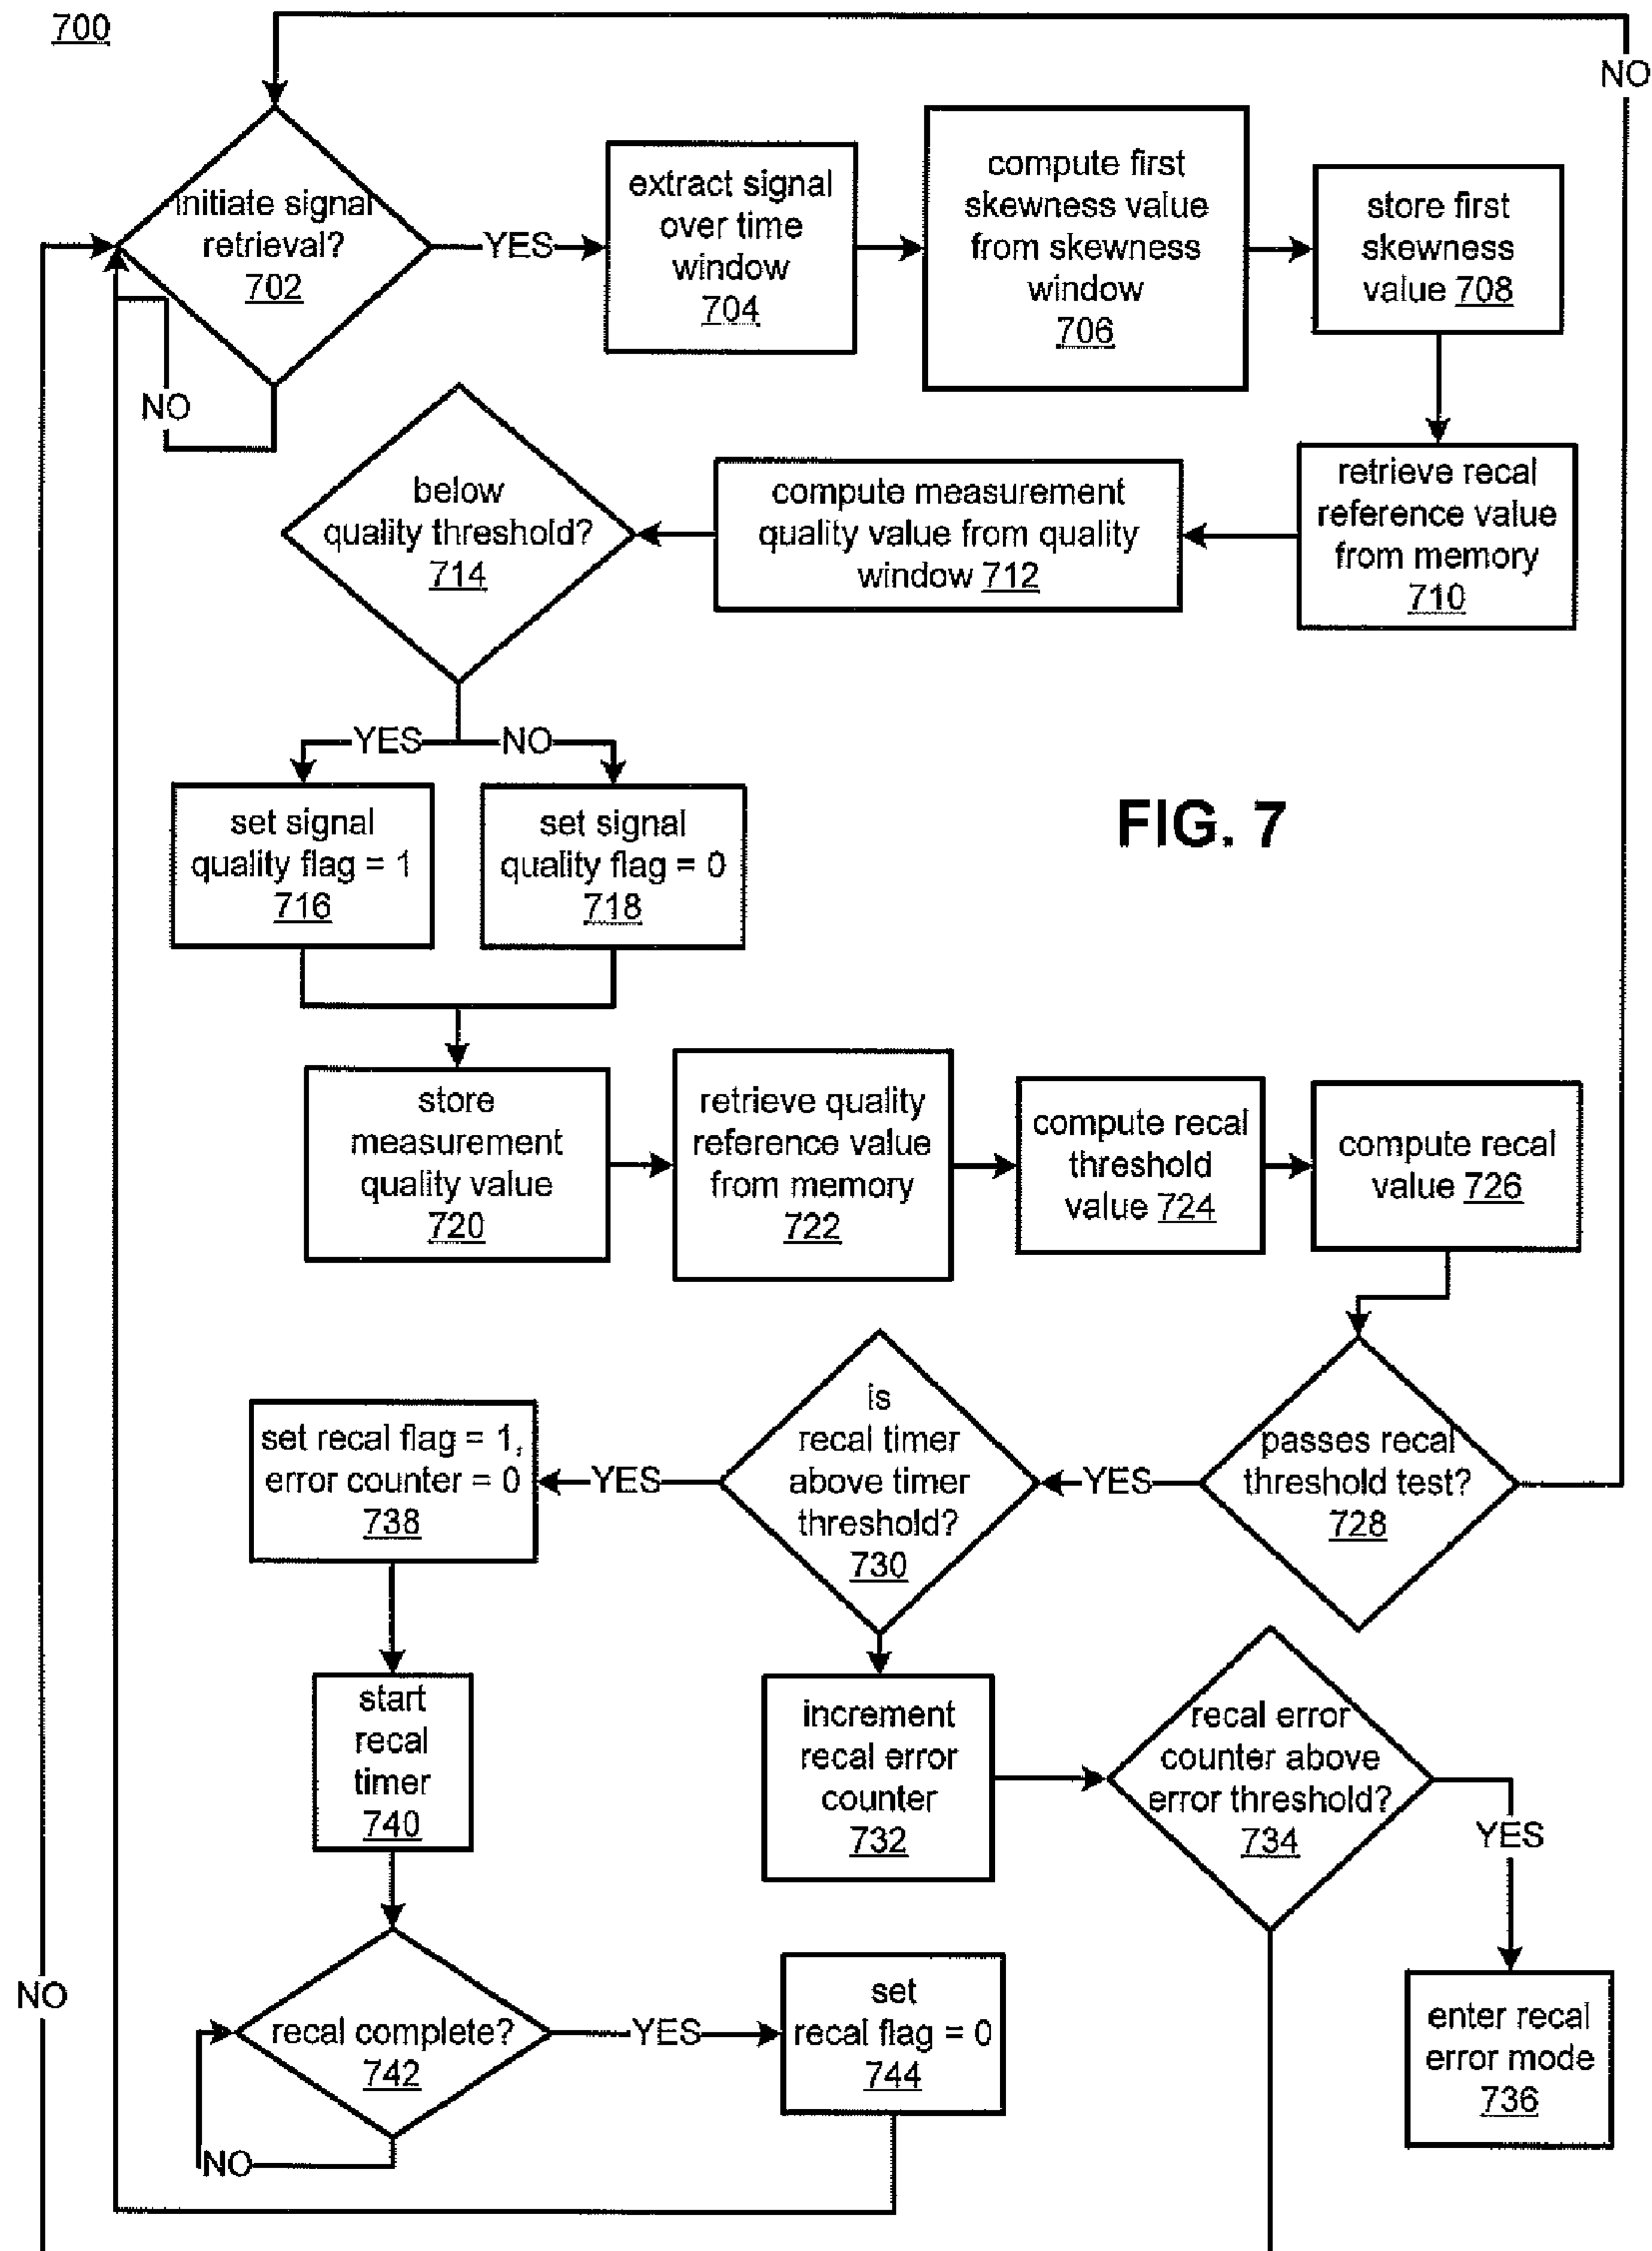 700
NO
initiate signal
retrieval?
702
YES
extract signal
over time
window
704
compute first
skewness value
from skewness
window
706
store first
skewness
value 708
NO
below
quality threshold?
714
compute measurement
quality value from quality
window 712
retrieve recal
reference value
from memory
710
YES
NO
set signal
quality flag = 1
716
set signal
quality flag = 0
718
FIG. 7
store
measurement
quality value
720
retrieve quality
reference value
from memory
722
compute recal
threshold
value 724
compute recal
value 726
set recal flag = 1,
error counter = 0
738
YES
is
recal timer
above timer
threshold?
730
YES
passes recal
threshold test?
728
start
recal
timer
740
increment
recal error
counter
732
recal error
counter above
error threshold?
734
YES
NO
recal complete?
742
YES
set
recal flag = 0
744
enter recal
error mode
736
NO